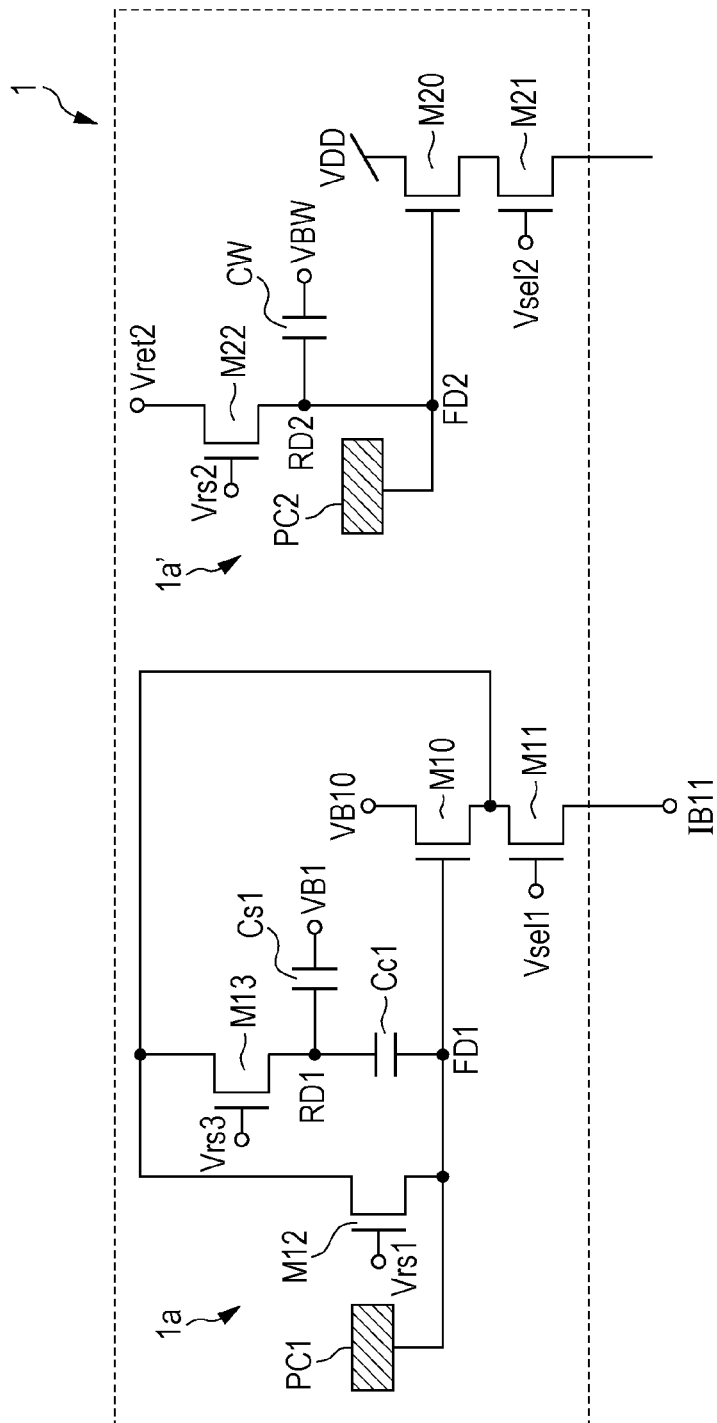 1
1a
PC1
M12
Vrs1
Vrs3
M13
RD1
Cs1
VB1
Cc1
FD1
VB10
M10
M11
Vsel1
IB11
1a'
PC2
Vrs2
Vret2
M22
RD2
CW
VBW
FD2
VDD
M20
M21
Vsel2